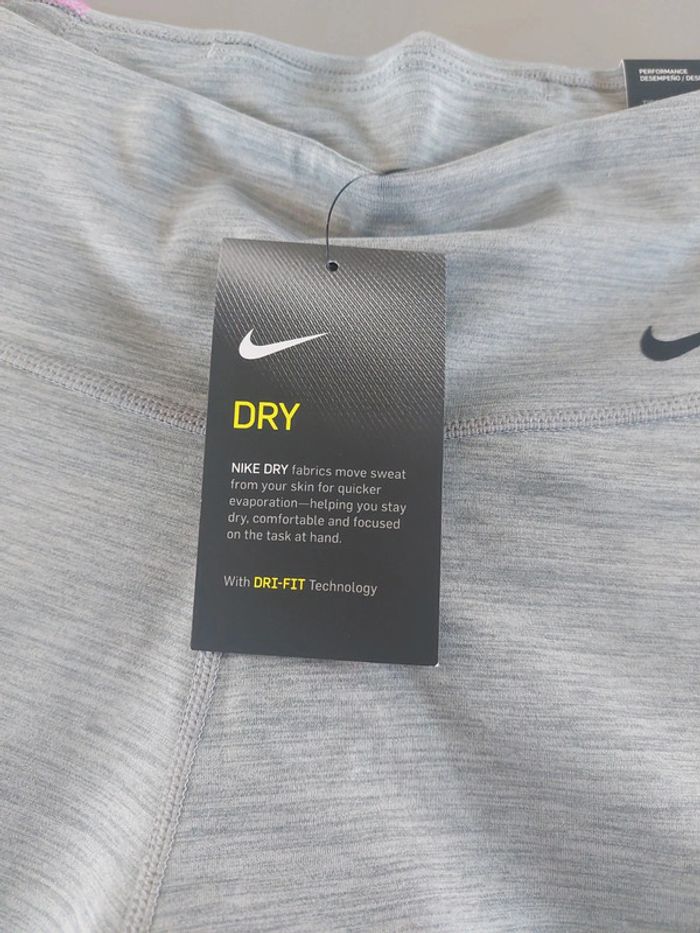 PERFORMANCE
DESEMPEÑO / DES
DRY
NIKE DRY fabrics move sweat
from your skin for quicker
evaporation—helping you stay
dry, comfortable and focused
on the task at hand.
With DRI-FIT Technology